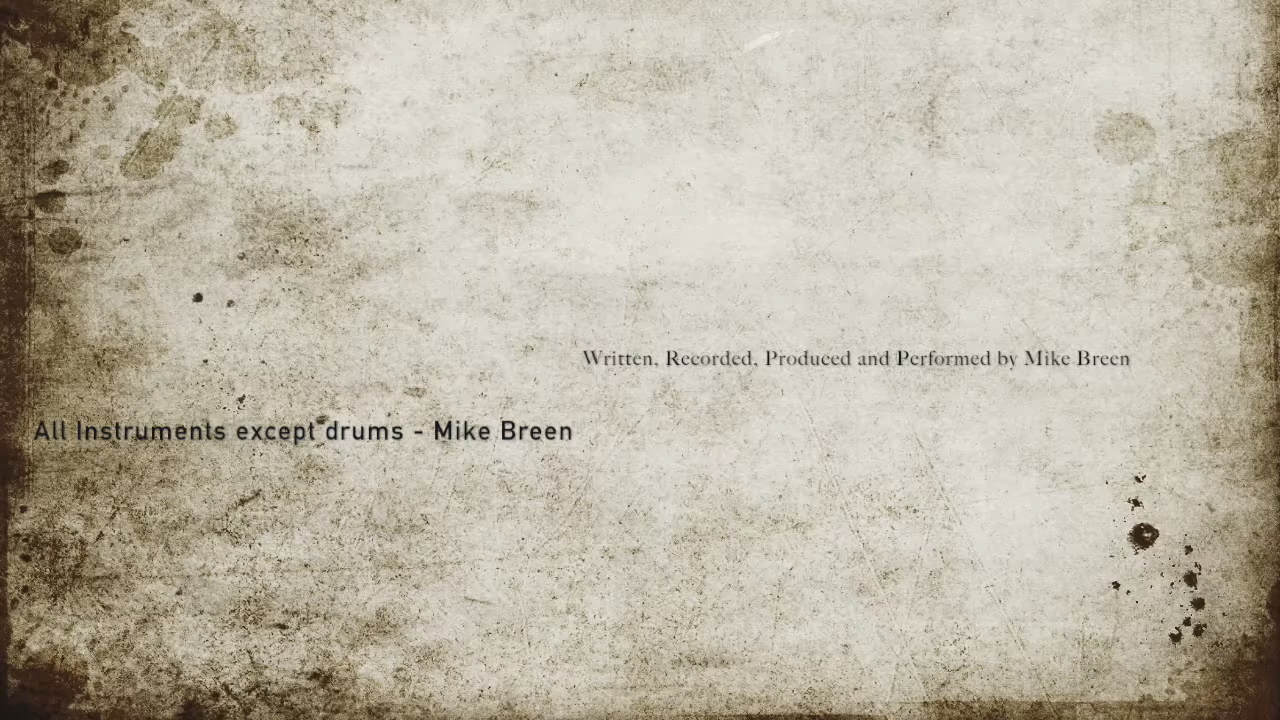 Written, Recorded, Produced and Performed by Mike Breen
All Instruments except drums - Mike Breen